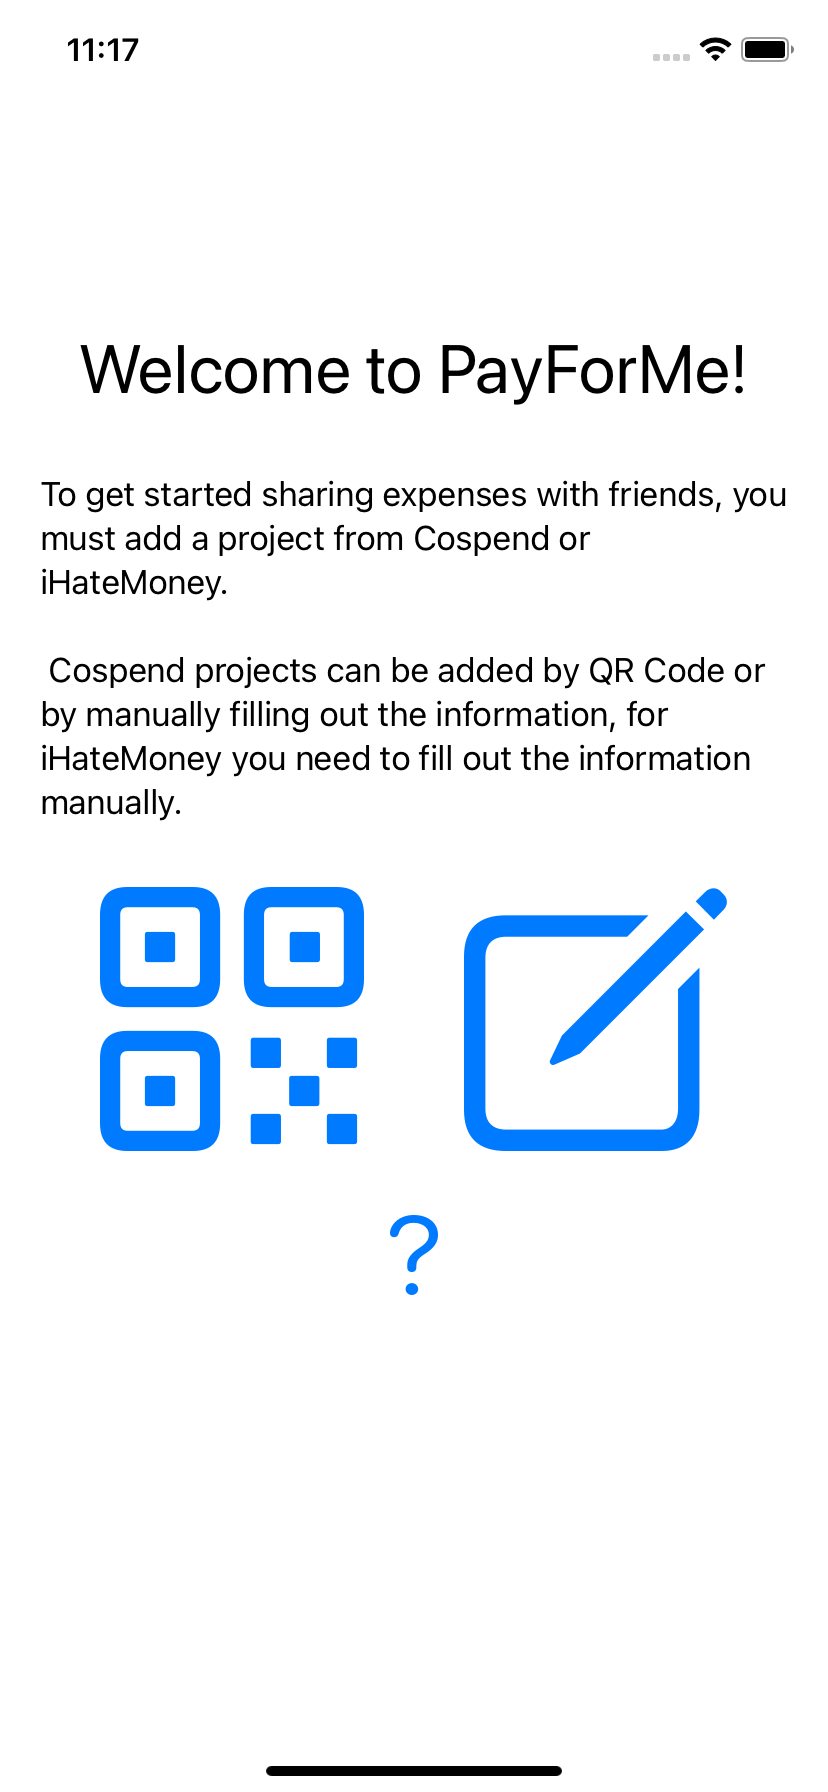 11:17
Welcome to PayForMe!
To get started sharing expenses with friends, you
must add a project from Cospend or
iHateMoney.
Cospend projects can be added by QR Code or
by manually filling out the information, for
iHateMoney you need to fill out the information
manually.
?